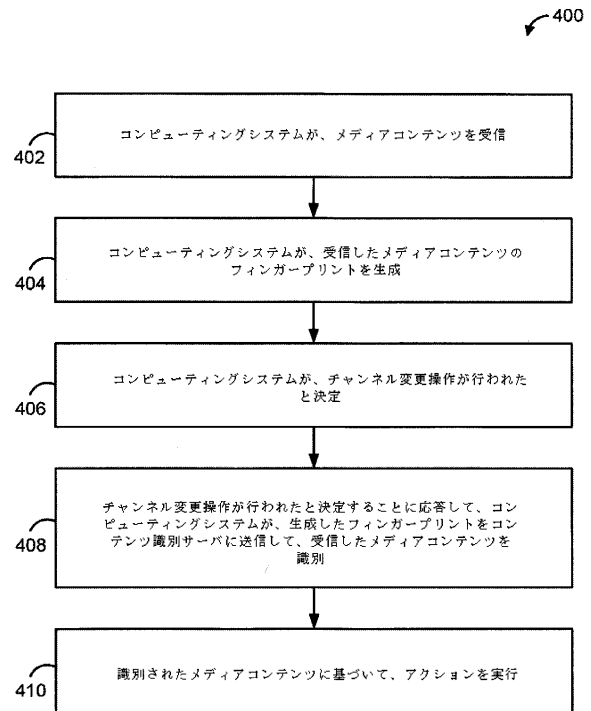 400
コンピューティングシステムが、メディアコンテンツを受信
402
コンピューティングシステムが、受信したメディアコンテンツの
フィンガープリントを生成
404
コンピューティングシステムが、チャンネル変更操作が行われた
と決定
406
チャンネル変更操作が行われたと決定することに応答して、コン
ピューティングシステムが、生成したフィンガープリントをコン
テンツ識別サーバに送信して、受信したメディアコンテンツを
識別
408
識別されたメディアコンテンツに基づいて、アクションを実行
410